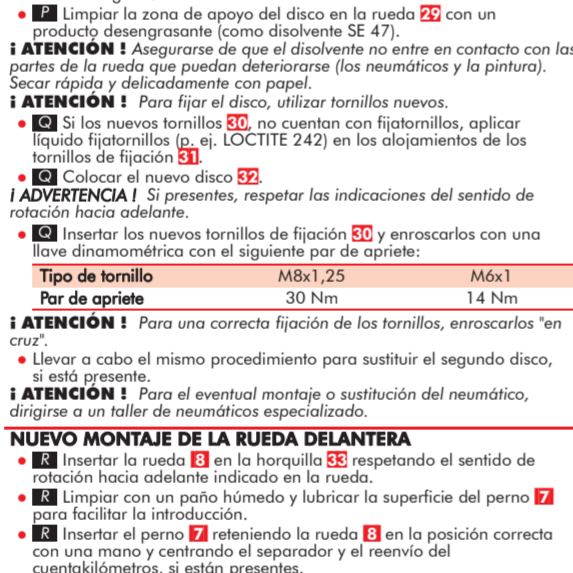 • P Limpiar la zona de apoyo del disco en la rueda 29 con un
producto desengrasante (como disolvente SE 47).
¡ ATENCIÓN ! Asegurarse de que el disolvente no entre en contacto con las
partes de la rueda que puedan deteriorarse (los neumáticos y la pintura).
Secar rápida y delicadamente con papel.
¡ ATENCIÓN ! Para fijar el disco, utilizar tornillos nuevos.
• Q Si los nuevos tornillos 30, no cuentan con fijatornillos, aplicar
líquido fijatornillos (p. ej. LOCTITE 242) en los alojamientos de los
tornillos de fijación 31.
• Q Colocar el nuevo disco 32.
¡ ADVERTENCIA ! Si presentes, respetar las indicaciones del sentido de
rotación hacia adelante.
• Q Insertar los nuevos tornillos de fijación 30 y enroscarlos con una
llave dinamométrica con el siguiente par de apriete:
Tipo de tornillo M8x1,25 M6x1
Par de apriete 30 Nm 14 Nm
¡ ATENCIÓN ! Para una correcta fijación de los tornillos, enroscarlos "en
cruz".
• Llevar a cabo el mismo procedimiento para sustituir el segundo disco,
si está presente.
¡ ATENCIÓN ! Para el eventual montaje o sustitución del neumático,
dirigirse a un taller de neumáticos especializado.
NUEVO MONTAJE DE LA RUEDA DELANTERA
• R Insertar la rueda 8 en la horquilla 33 respetando el sentido de
rotación hacia adelante indicado en la rueda.
• R Limpiar con un paño húmedo y lubricar la superficie del perno 7
para facilitar la introducción.
• R Insertar el perno 7 reteniendo la rueda 8 en la posición correcta
con una mano y centrando el separador y el reenvío del
cuentakilómetros, si están presentes.